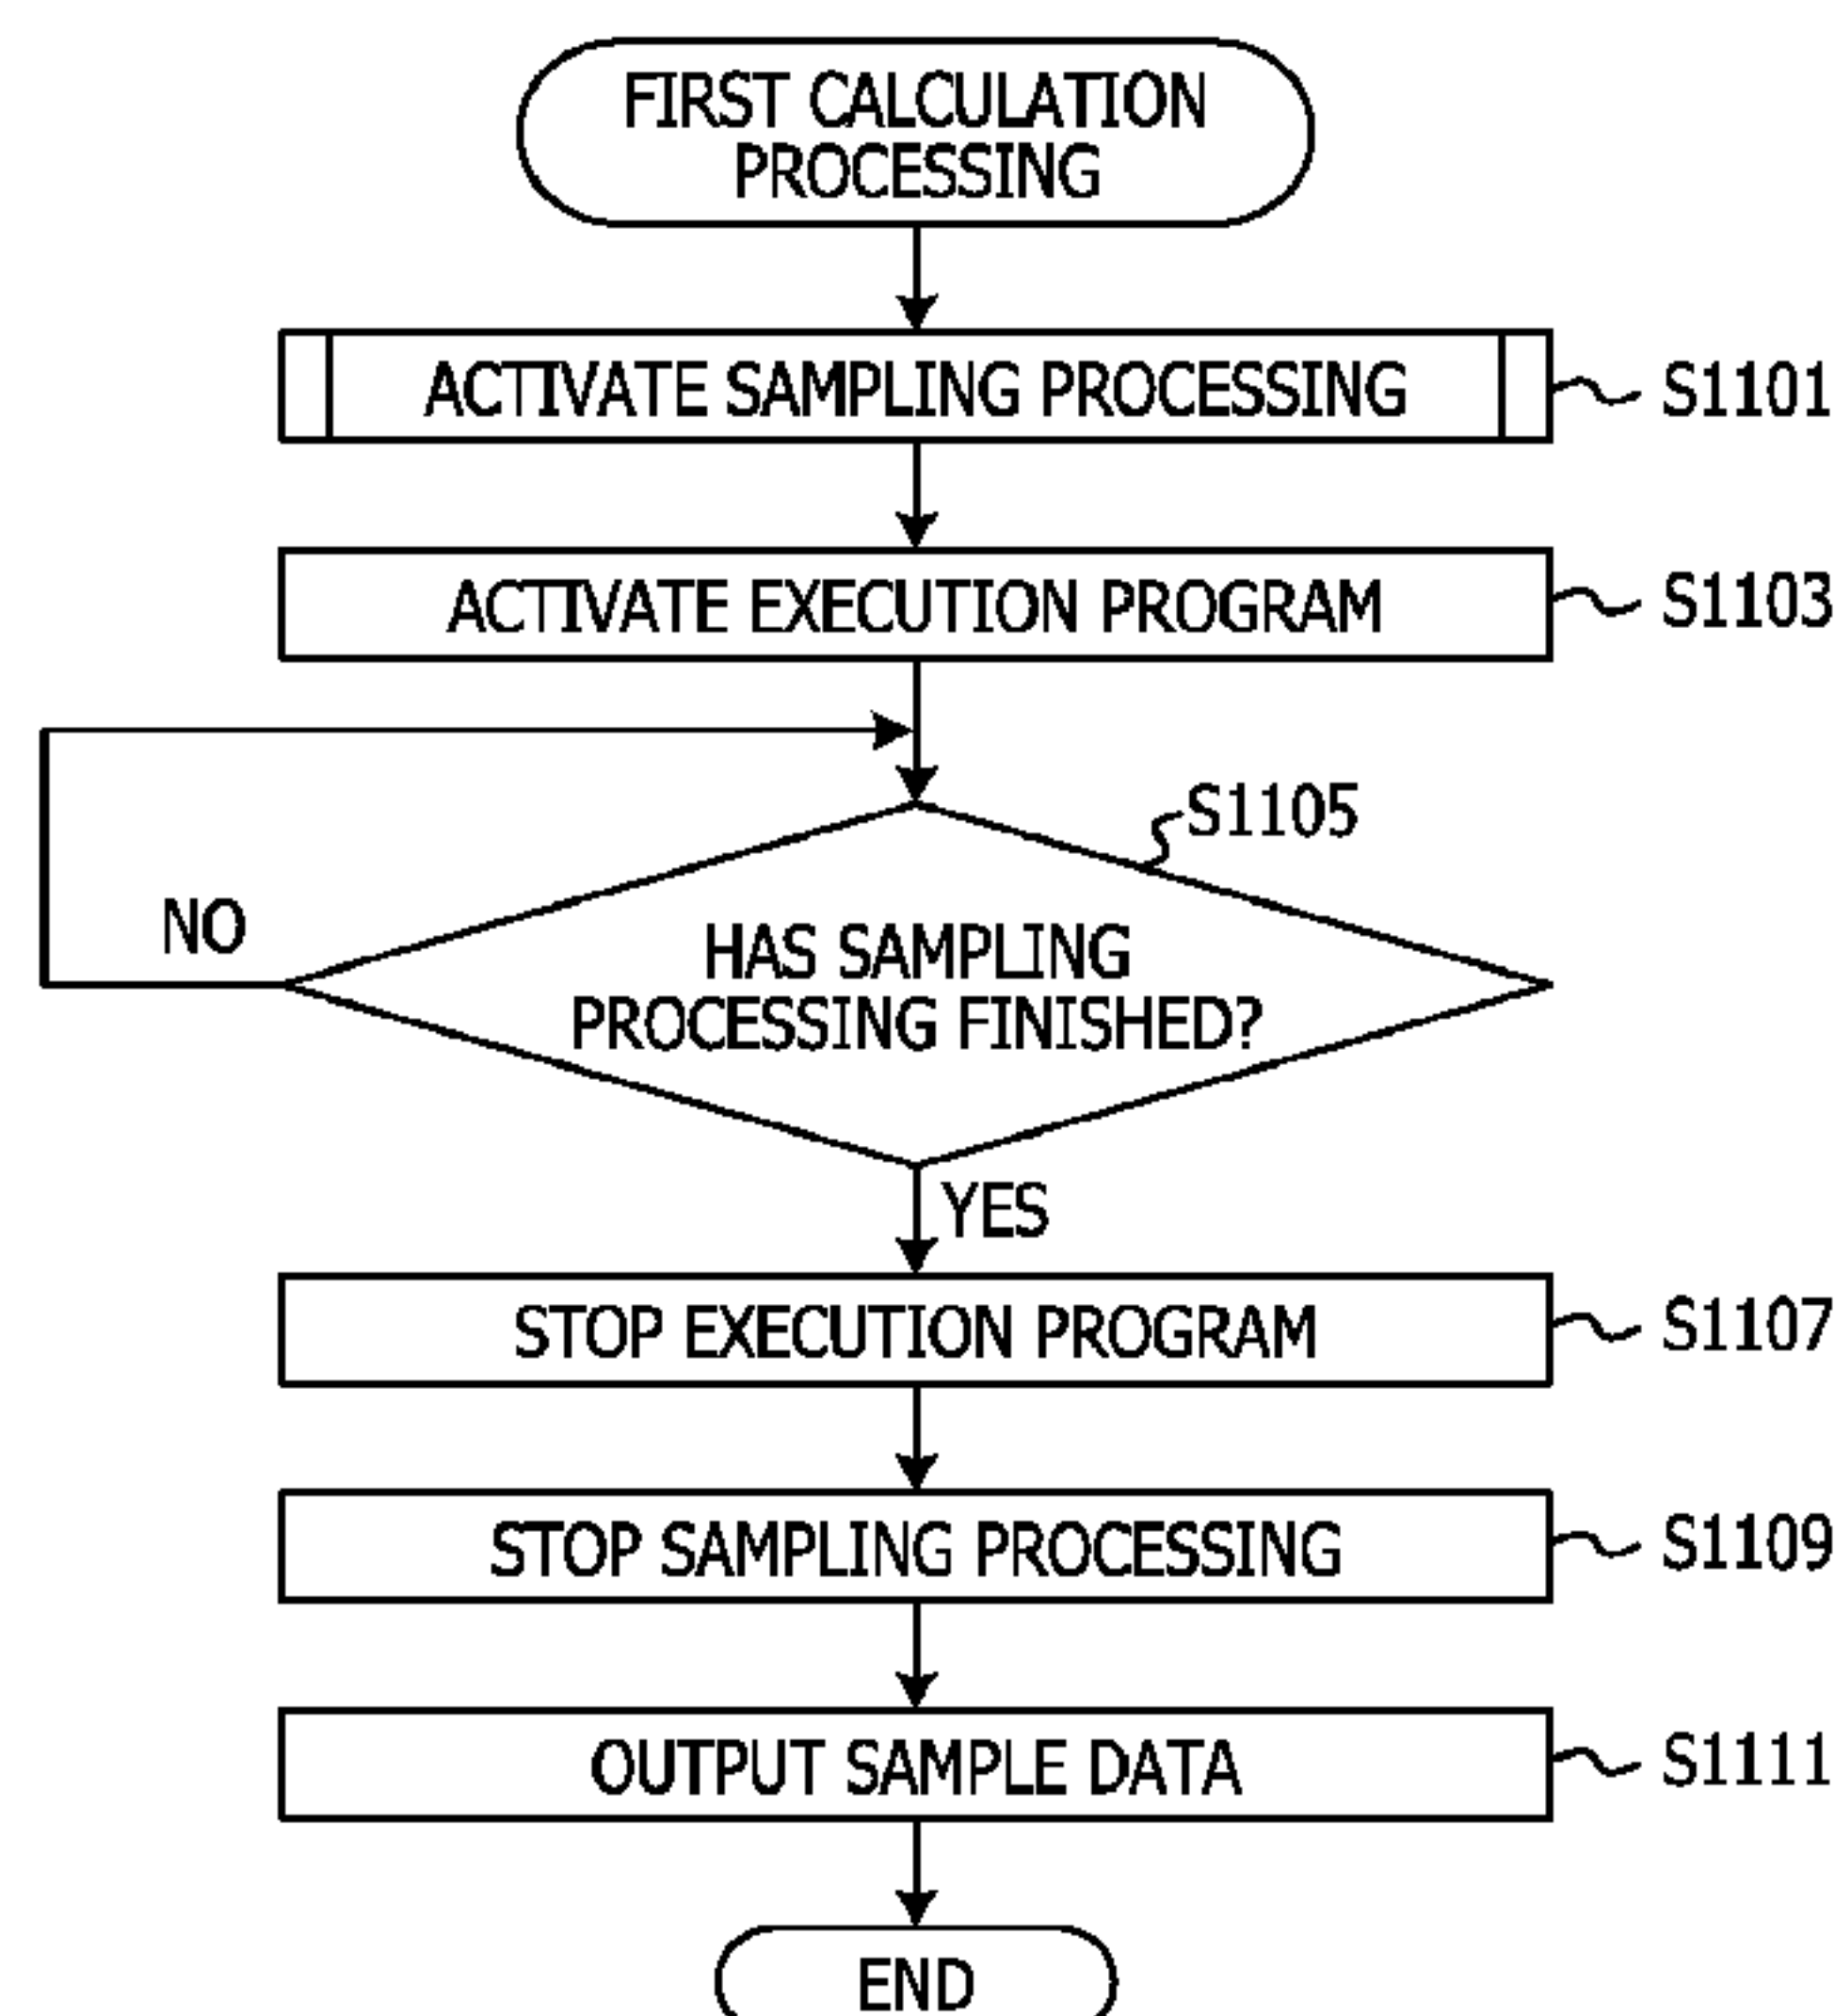 FIRST CALCULATION
PROCESSING
ACTIVATE SAMPLING PROCESSING
S1101
ACTIVATE EXECUTION PROGRAM
S1103
S1105
NO
HAS SAMPLING
PROCESSING FINISHED?
YES
STOP EXECUTION PROGRAM
S1107
STOP SAMPLING PROCESSING
S1109
OUTPUT SAMPLE DATA
S1111
END